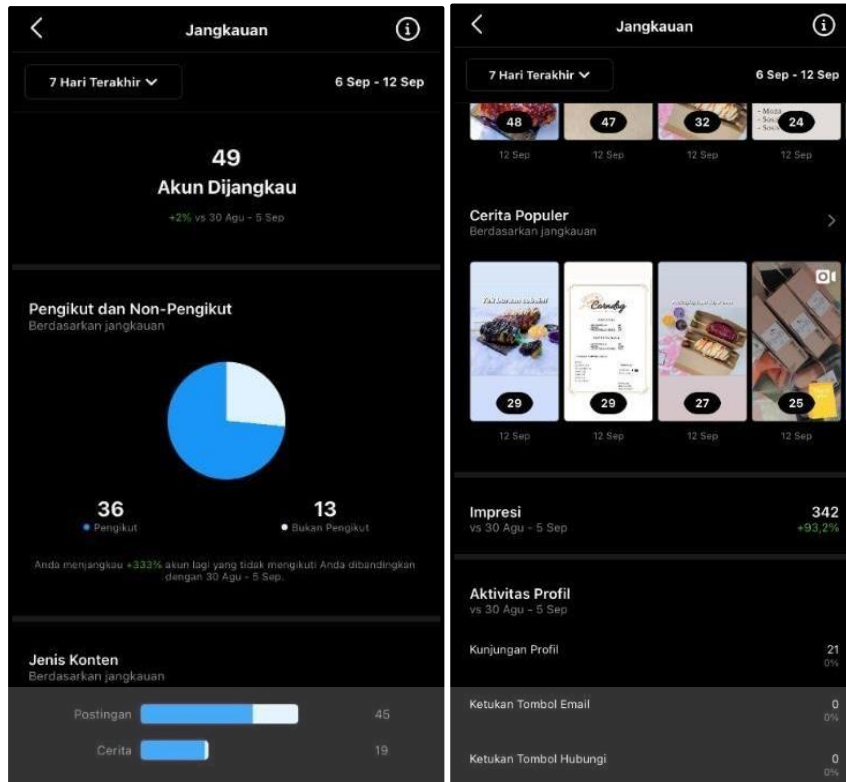 Jangkauan
7 Hari Terakhir
6 Sep - 12 Sep
49
Akun Dijangkau
+2% vs 30 Agu - 5 Sep
Pengikut dan Non-Pengikut
Berdasarkan jangkauan
36
Pengikut
13
Bukan Pengikut
Anda menjangkau +333% akun lagi yang tidak mengikuti Anda dibandingkan
dengan 30 Agu - 5 Sep.
Jenis Konten
Berdasarkan jangkauan
Postingan 45
Cerita 19
Jangkauan
7 Hari Terakhir
6 Sep - 12 Sep
48 47 32 24
12 Sep 12 Sep 12 Sep 12 Sep
Cerita Populer
Berdasarkan jangkauan
Corndog
29 29 27 25
12 Sep 12 Sep 12 Sep 12 Sep
Impresi 342
vs 30 Agu - 5 Sep +93,2%
Aktivitas Profil
vs 30 Agu - 5 Sep
Kunjungan Profil 21
0%
Ketukan Tombol Email 0
0%
Ketukan Tombol Hubungi 0
0%